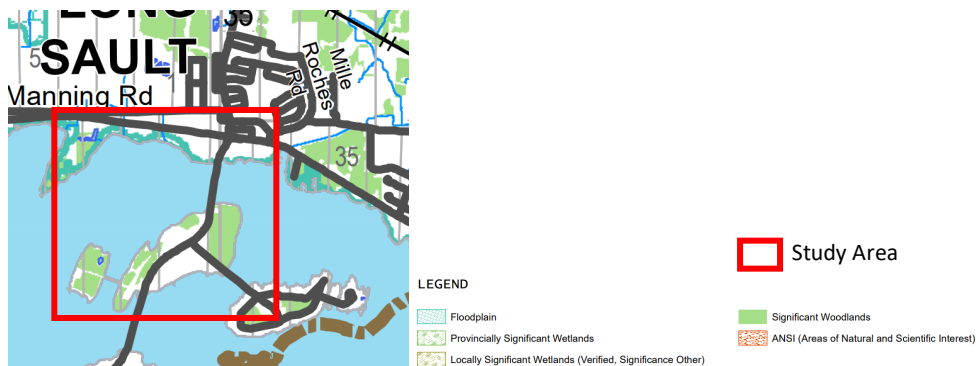 LONG
35
SAULT
5
Mille
Roches
Rd
Manning Rd
35
Study Area
LEGEND
Floodplain
Significant Woodlands
Provincially Significant Wetlands
ANSI (Areas of Natural and Scientific Interest)
Locally Significant Wetlands (Verified, Significance Other)